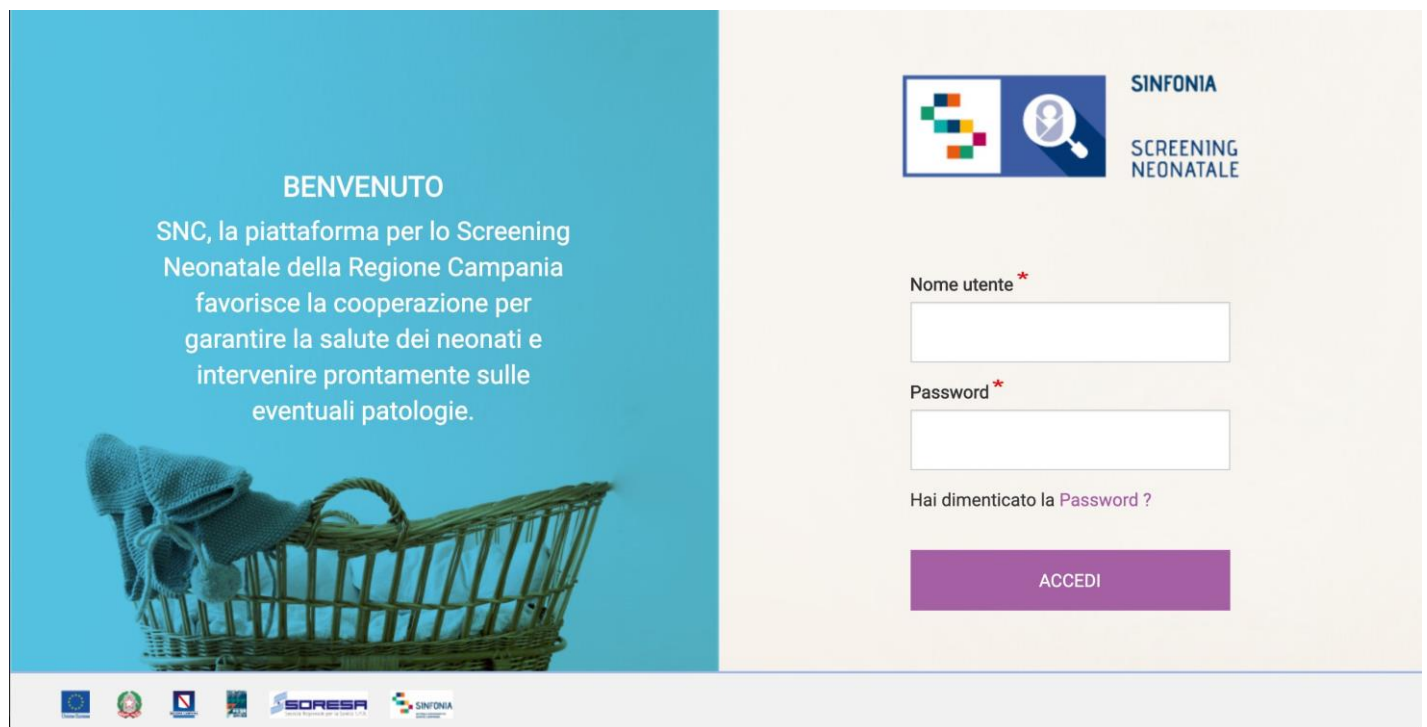 BENVENUTO
SNC, la piattaforma per lo Screening
Neonatale della Regione Campania
favorisce la cooperazione per
garantire la salute dei neonati e
intervenire prontamente sulle
eventuali patologie.
SINFONIA
SCREENING
NEONATALE
Nome utente *
Password *
Hai dimenticato la Password ?
ACCEDI
SORESA
SINFONIA